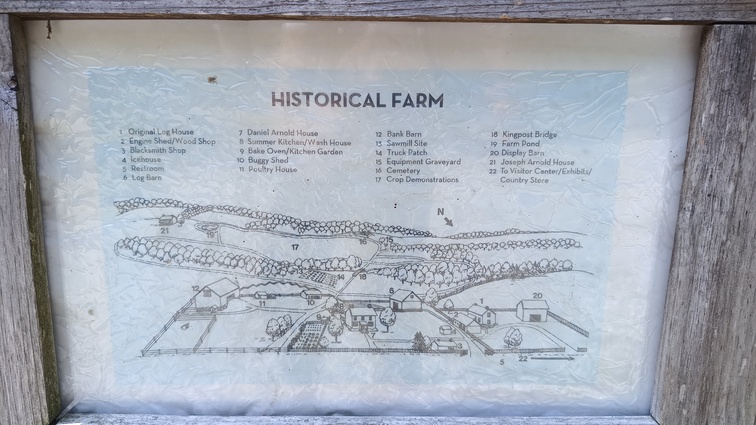 HISTORICAL FARM
1 Original Log House
2 Engine Shed/Wood Shop
3 Blacksmith Shop
4 Icehouse
5 Restroom
6 Log Barn
7 Daniel Arnold House
8 Summer Kitchen/Wash House
9 Bake Oven/Kitchen Garden
10 Buggy Shed
11 Poultry House
12 Bank Barn
13 Sawmill Site
14 Truck Patch
15 Equipment Graveyard
16 Cemetery
17 Crop Demonstrations
18 Kingpost Bridge
19 Farm Pond
20 Display Barn
21 Joseph Arnold House
22 To Visitor Center/Exhibits/
Country Store
N
21
17
16
15
14
18
12
11
10
6
1
20
5
22